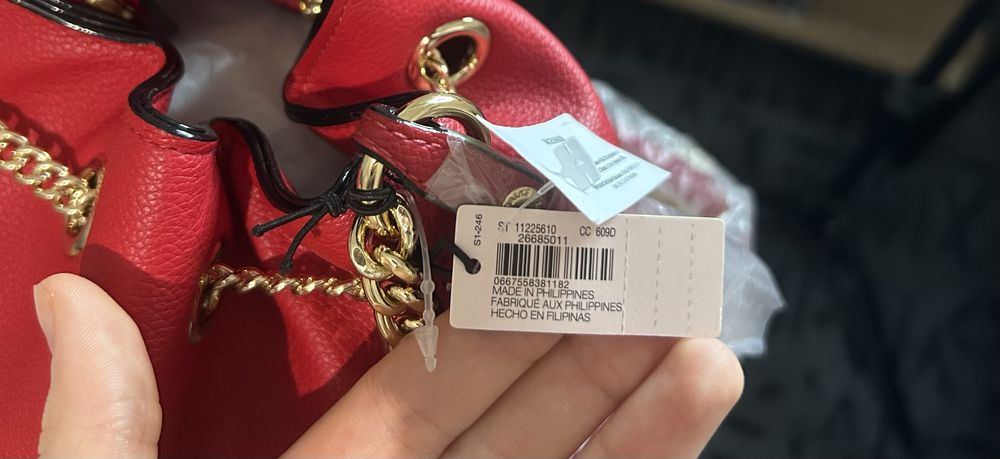 S1-246
ST 11225610 CC 609D
26685011
0667558381182
MADE IN PHILIPPINES
FABRIQUÉ AUX PHILIPPINES
HECHO EN FILIPINAS